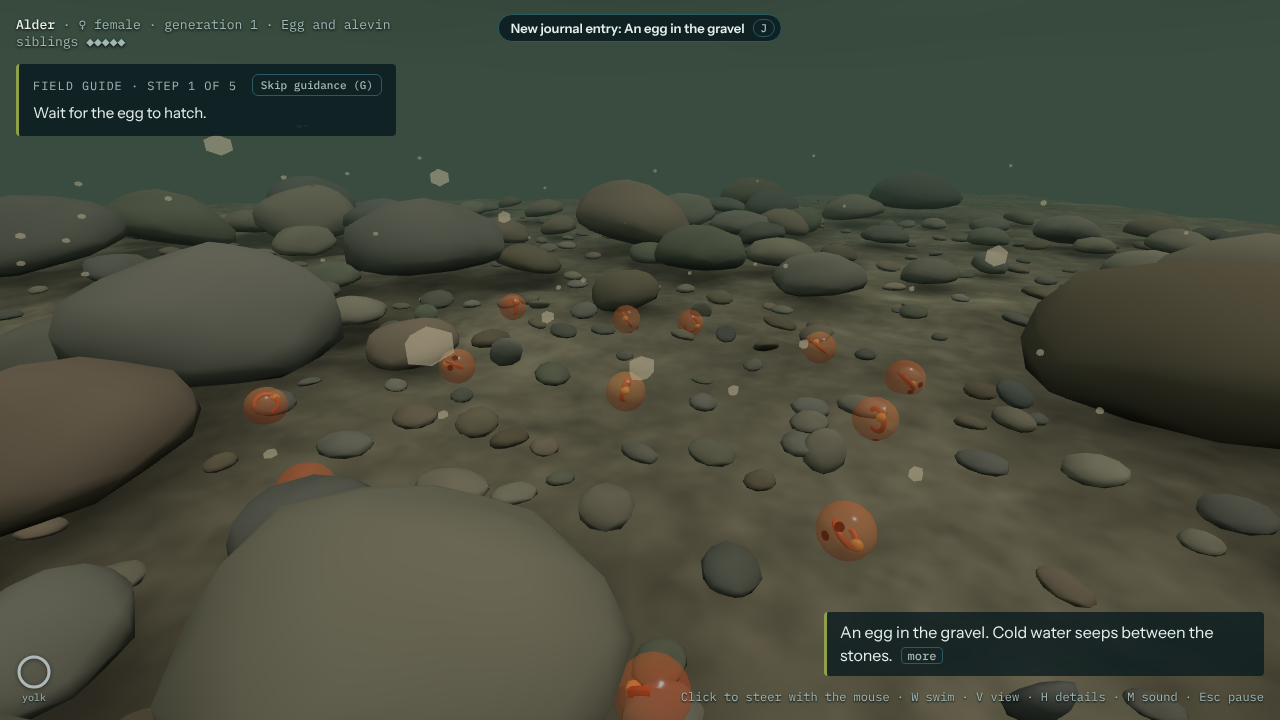 Alder · ♀ female · generation 1 · Egg and alevin
siblings ◆◆◆◆◆
New journal entry: An egg in the gravel J
FIELD GUIDE · STEP 1 OF 5 Skip guidance (G)
Wait for the egg to hatch.
An egg in the gravel. Cold water seeps between the
stones. more
yolk
Click to steer with the mouse · W swim · V view · H details · M sound · Esc pause